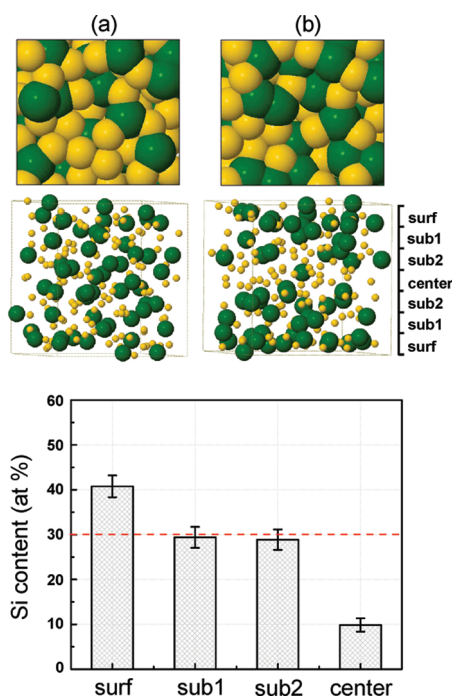 (a)
(b)
surf
sub1
sub2
center
sub2
sub1
surf
60
50
40
30
20
10
0
Si content (at %)
surf
sub1
sub2
center